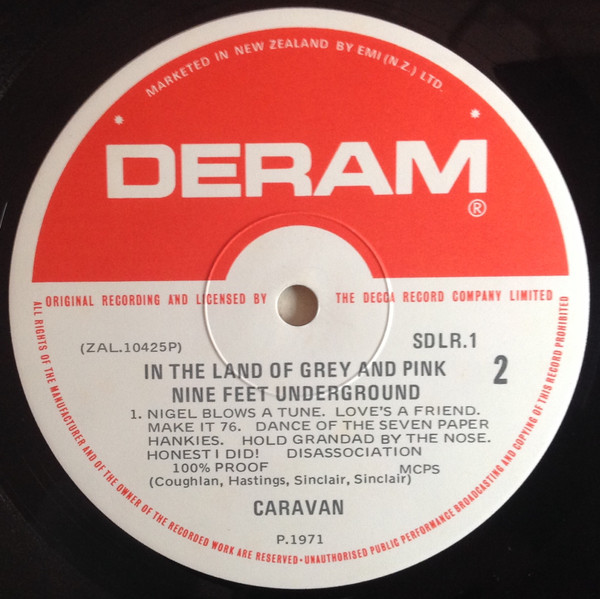 MARKETED IN NEW ZEALAND BY EMI (N.Z.) LTD.
DERAM
®
ORIGINAL RECORDING AND LICENSED BY THE DECCA RECORD COMPANY LIMITED
(ZAL.10425P)
SDLR.1
IN THE LAND OF GREY AND PINK
2
NINE FEET UNDERGROUND
1. NIGEL BLOWS A TUNE. LOVE'S A FRIEND.
MAKE IT 76. DANCE OF THE SEVEN PAPER
HANKIES. HOLD GRANDAD BY THE NOSE.
HONEST I DID! DISASSOCIATION
100% PROOF MCPS
(Coughlan, Hastings, Sinclair, Sinclair)
CARAVAN
P.1971
ALL RIGHTS OF THE MANUFACTURER AND OF THE OWNER OF THE RECORDED WORK ARE RESERVED·UNAUTHORISED PUBLIC PERFORMANCE BROADCASTING AND COPYING OF THIS RECORD PROHIBITED